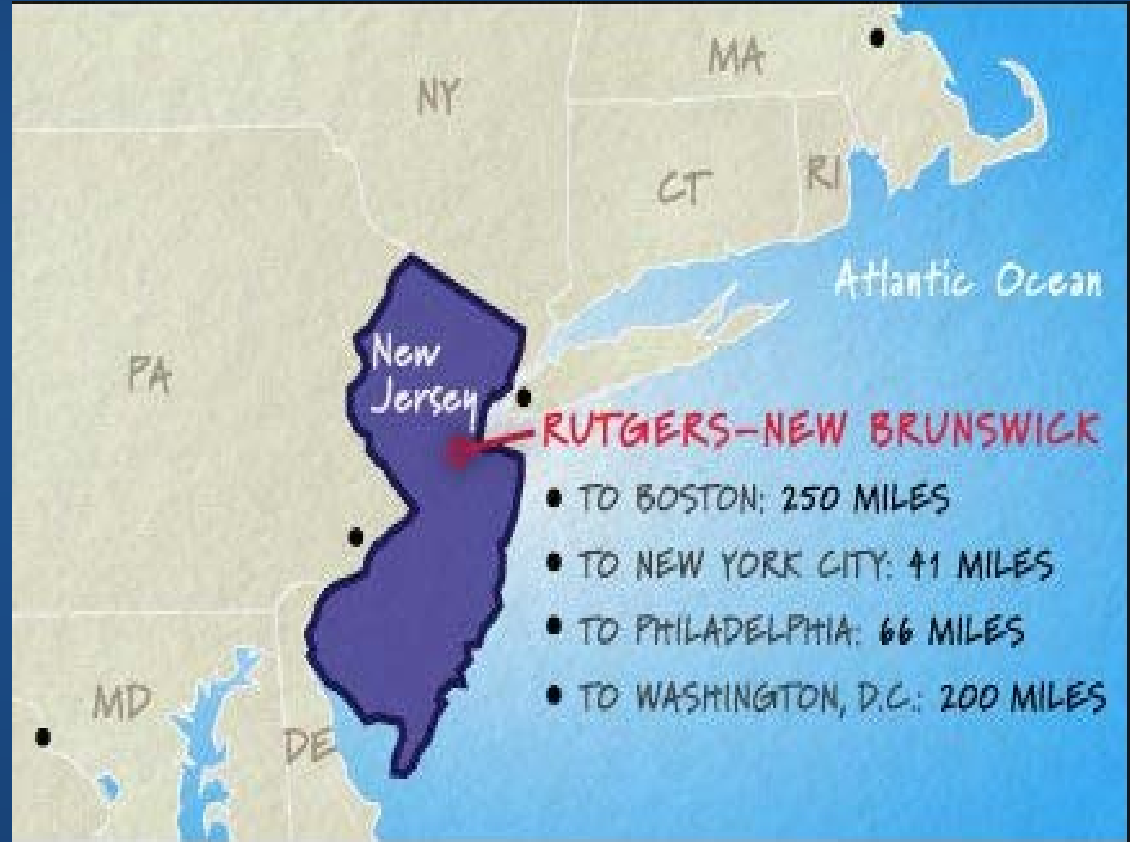 MA
NY
CT
RI
Atlantic Ocean
New
Jersey
PA
RUTGERS–NEW BRUNSWICK
• TO BOSTON: 250 MILES
• TO NEW YORK CITY: 41 MILES
• TO PHILADELPHIA: 66 MILES
• TO WASHINGTON, D.C.: 200 MILES
MD
DE